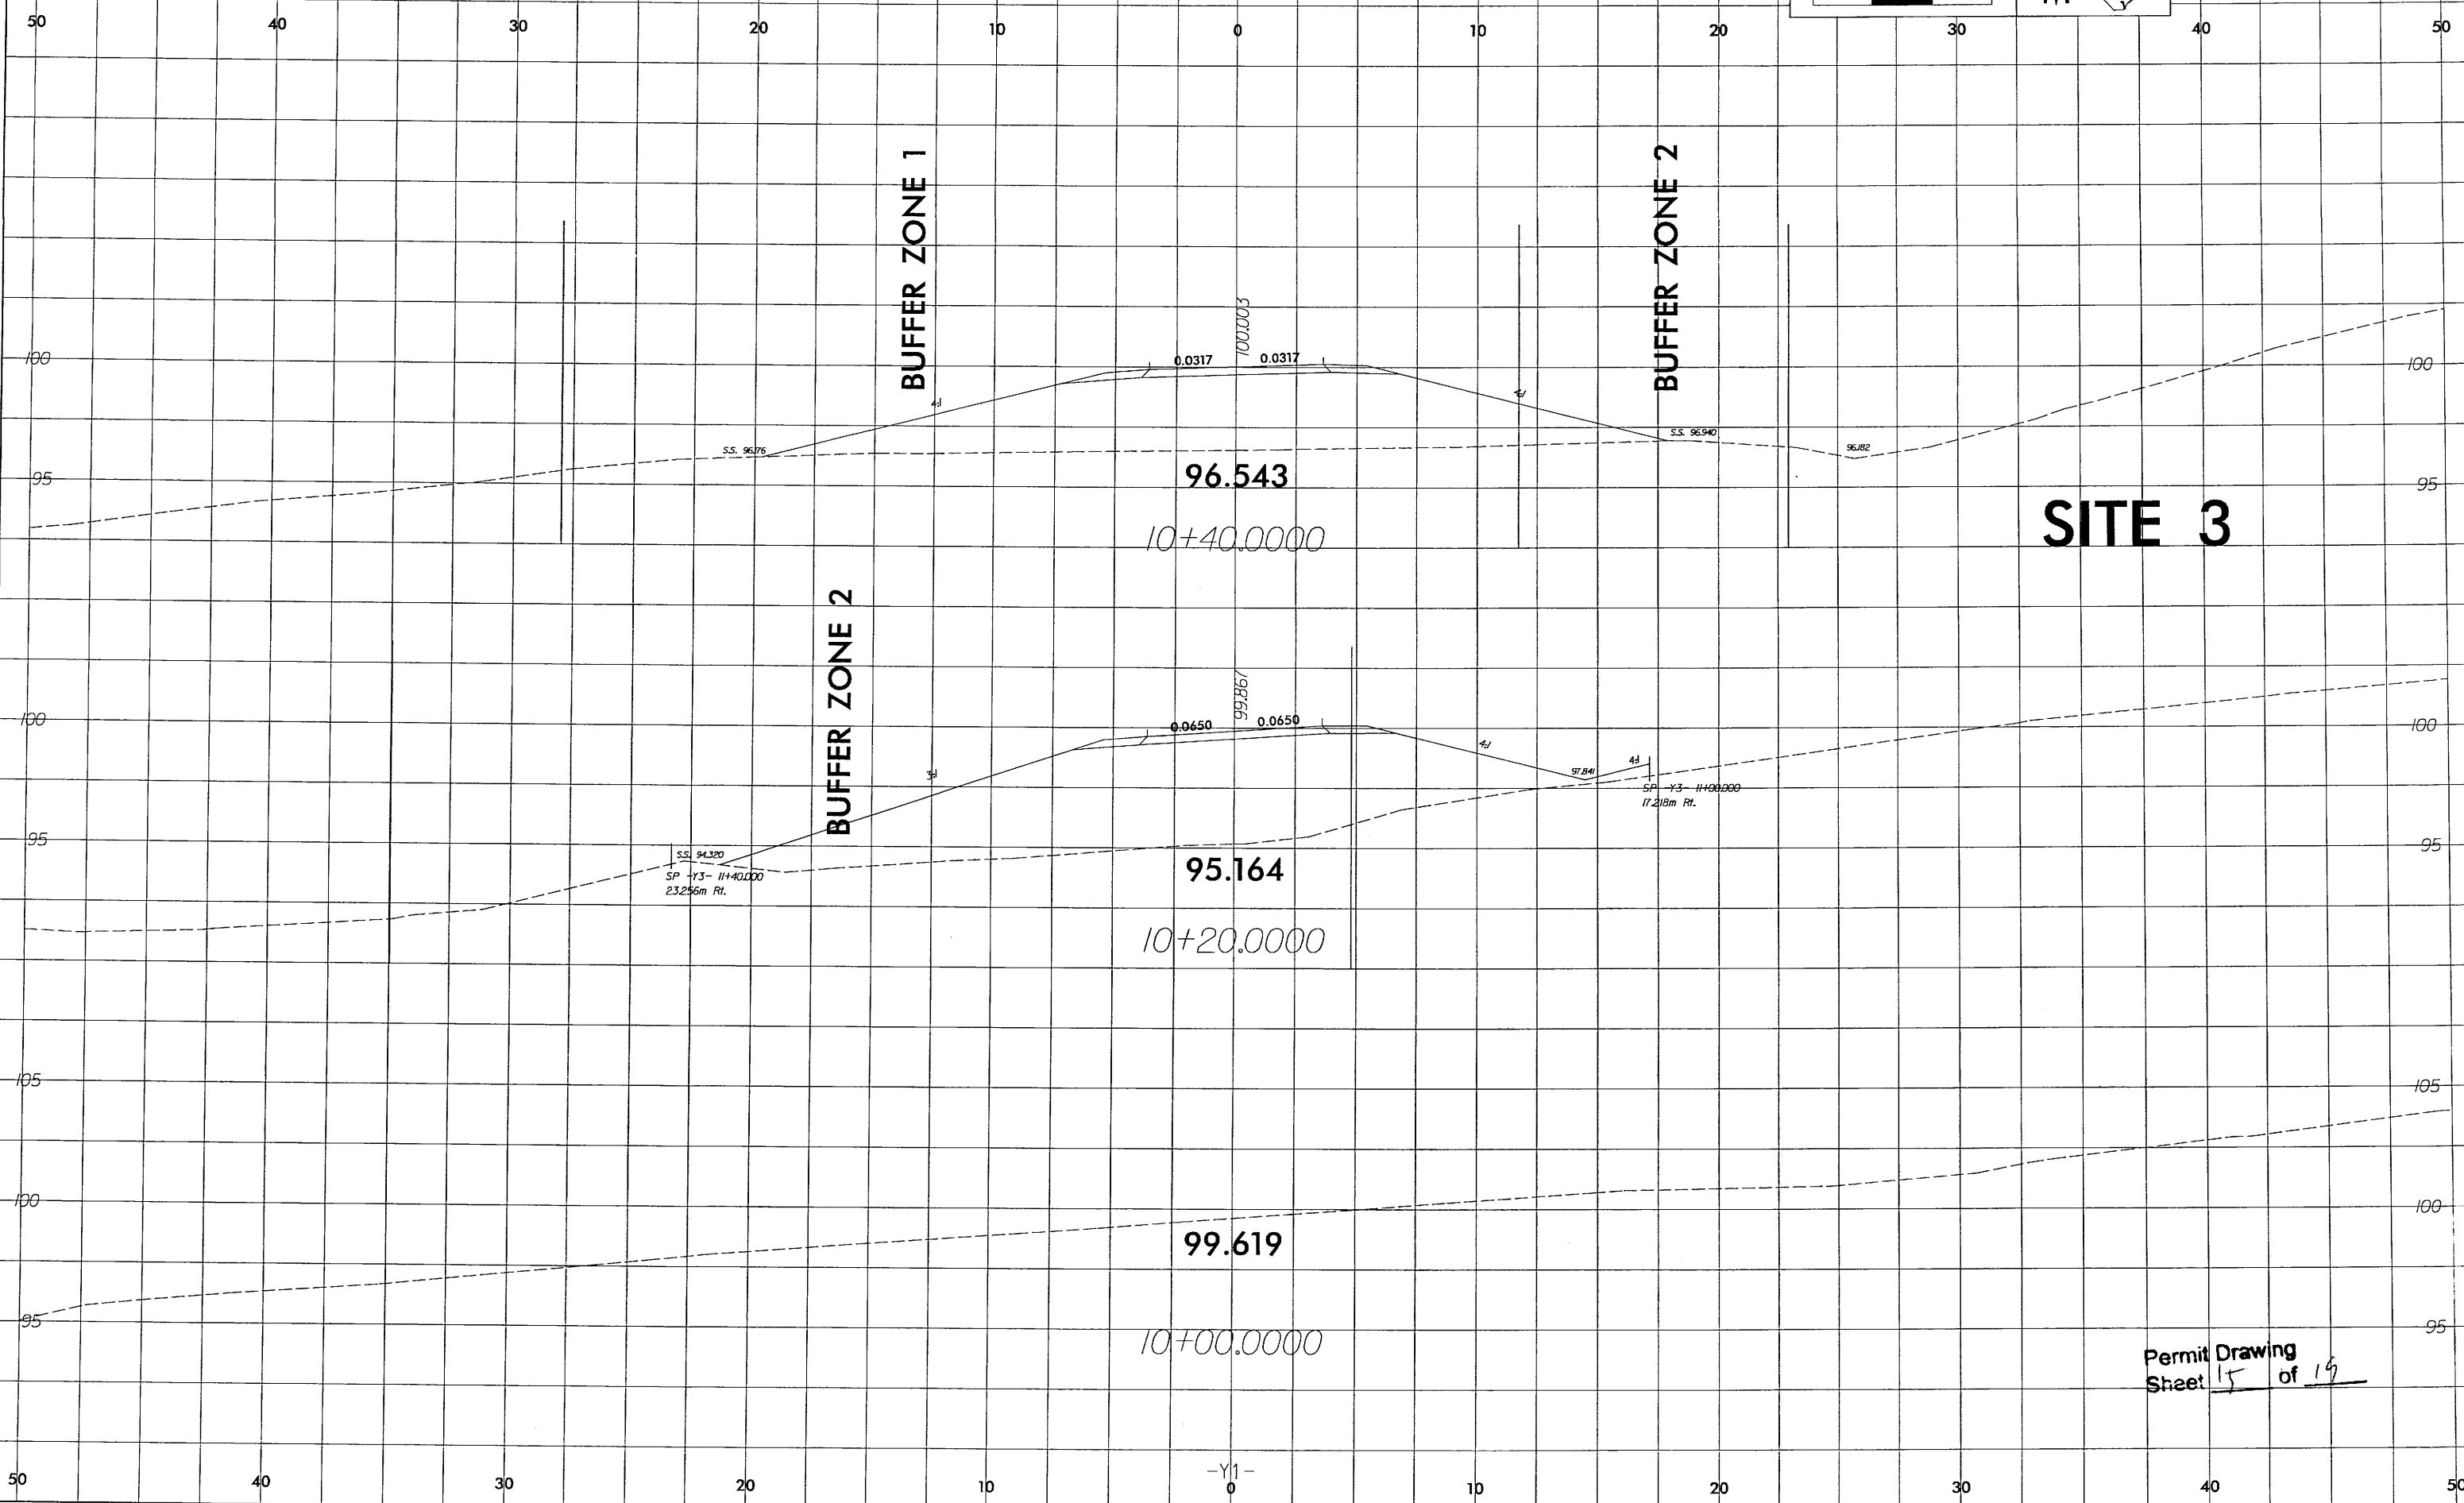 50 40 30 20 10 0 10 20 30 40 50
BUFFER ZONE 1
BUFFER ZONE 2
100.003
100 0.0317 0.0317 100
4:1 4:1
S.S. 96.176 S.S. 96.940 96.182
95 96.543 95
10+40.0000
SITE 3
BUFFER ZONE 2
99.867
100 0.0650 0.0650 100
3:1 4:1 97.841 4:1
SP -Y3- 11+00.000
17.218m Rt.
95 95
S.S. 94.320
SP -Y3- 11+40.000
23.256m Rt.
95.164
10+20.0000
105 105
100 100
99.619
95 95
10+00.0000
Permit Drawing
Sheet 15 of 19
-Y1-
50 40 30 20 10 0 10 20 30 40 50